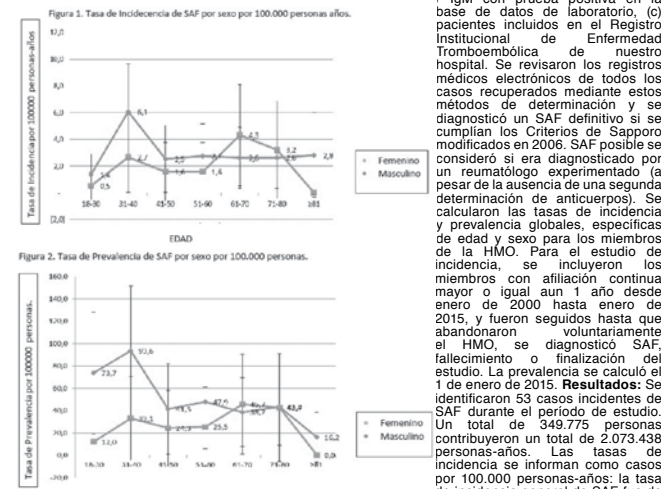 Figura 1. Tasa de Incidecencia de SAF por sexo por 100.000 personas años.
Tasa de Incidencia por 100000 personas-años
12,0
10,0
8,0
6,0
4,0
2,0
-
(2,0)
6,1
1,4
0,5
2,7
2,5
1,6
2,7
1,6
4,3
2,6
3,2
2,6
2,8
18-30 31-40 41-50 51-60 61-70 71-80 ≥81
EDAD
Femenino
Masculino
Figura 2. Tasa de Prevalencia de SAF por sexo por 100.000 personas.
Tasa de Prevalencia por 100000 personas.
160,0
140,0
120,0
100,0
80,0
60,0
40,0
20,0
0,0
-20,0
73,7
93,6
12,0
33,1
24,3
47,6
25,5
45,7
16,2
0,0
18-30 31-40 41-50 51-60 61-70 71-80 ≥81
Femenino
Masculino
IgM con prueba positiva en la
base de datos de laboratorio, (c)
pacientes incluidos en el Registro
Institucional de Enfermedad
Tromboembólica de nuestro
hospital. Se revisaron los registros
médicos electrónicos de todos los
casos recuperados mediante estos
métodos de determinación y se
diagnosticó un SAF definitivo si se
cumplían los Criterios de Sapporo
modificados en 2006. SAF posible se
consideró si era diagnosticado por
un reumatólogo experimentado (a
pesar de la ausencia de una segunda
determinación de anticuerpos). Se
calcularon las tasas de incidencia
y prevalencia globales, específicas
de edad y sexo para los miembros
de la HMO. Para el estudio de
incidencia, se incluyeron los
miembros con afiliación continua
mayor o igual aun 1 año desde
enero de 2000 hasta enero de
2015, y fueron seguidos hasta que
abandonaron voluntariamente
el HMO, se diagnosticó SAF,
fallecimiento o finalización del
estudio. La prevalencia se calculó el
1 de enero de 2015. Resultados: Se
identificaron 53 casos incidentes de
SAF durante el período de estudio.
Un total de 349.775 personas
contribuyeron un total de 2.073.438
personas-años. Las tasas de
incidencia se informan como casos
por 100.000 personas-años: la tasa
de incidencia general de SAF fue de